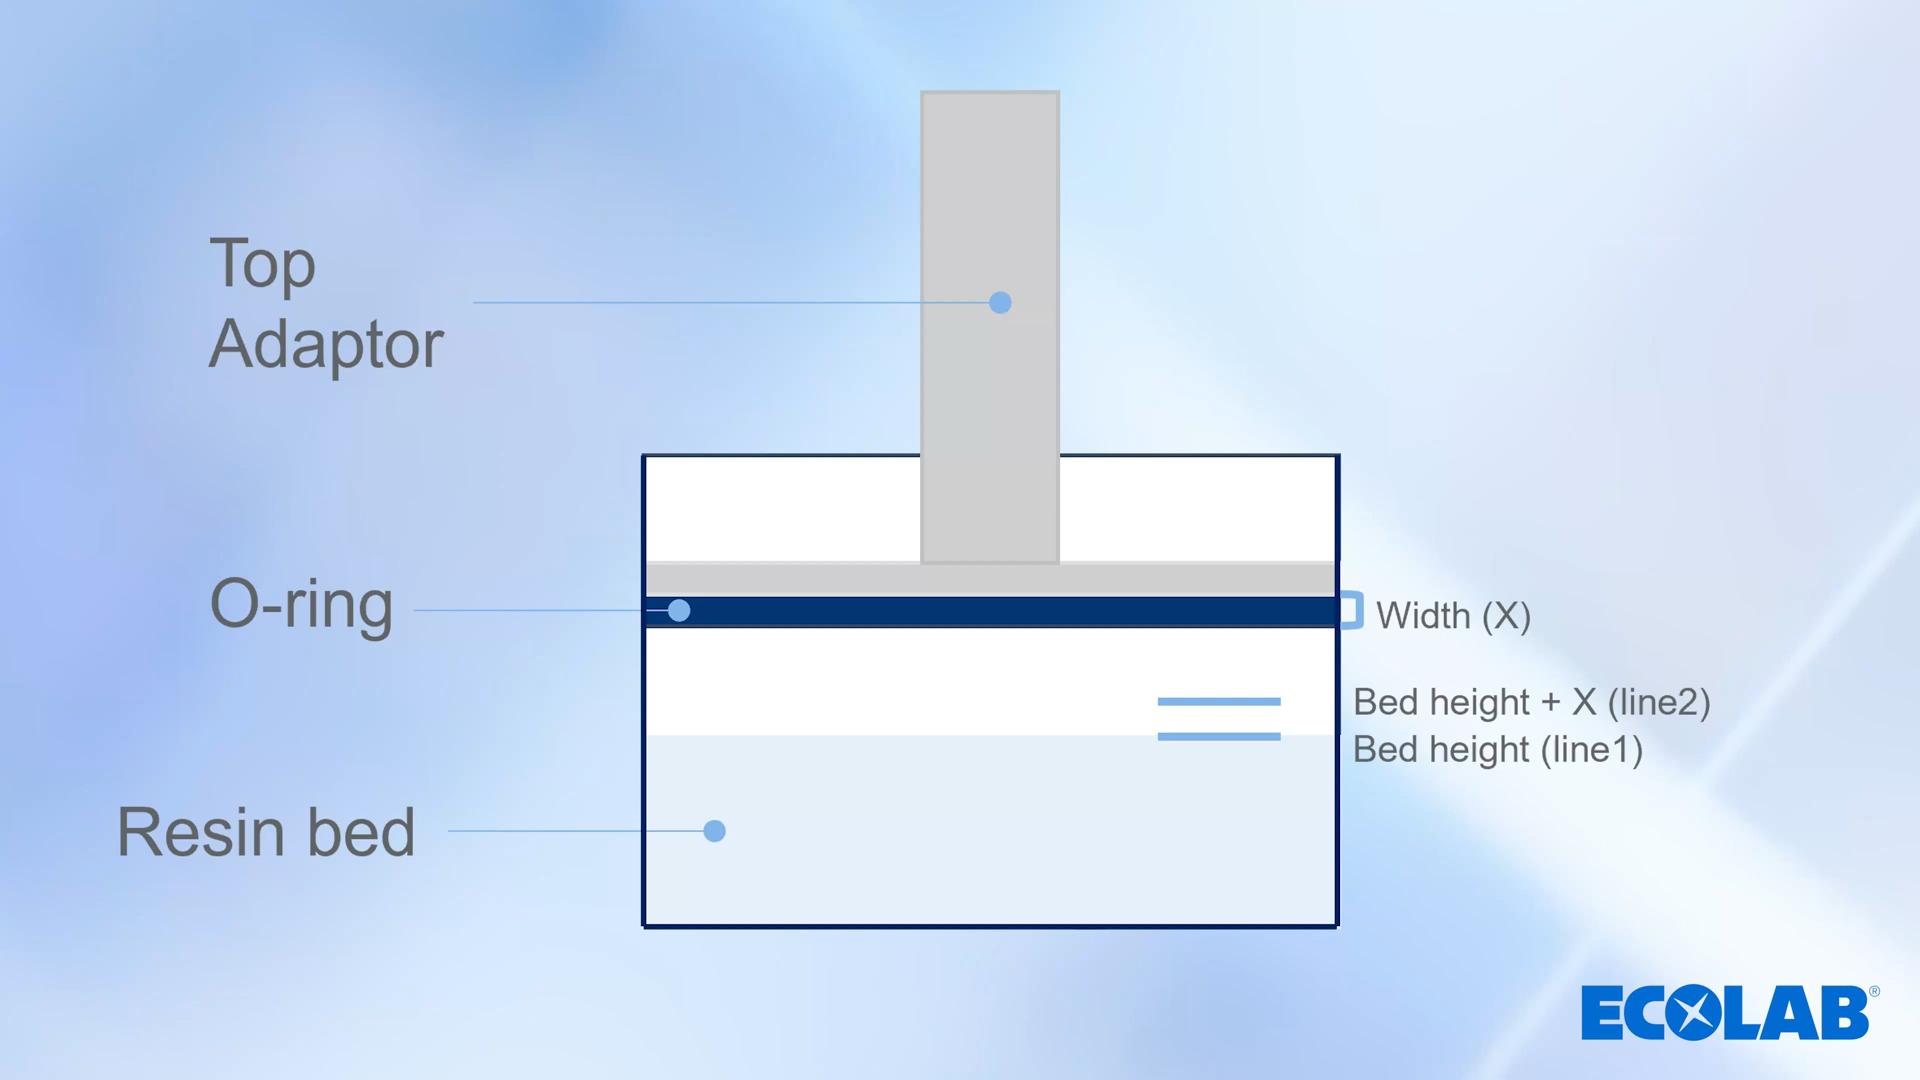 Top
Adaptor
O-ring
Width (X)
Bed height + X (line2)
Bed height (line1)
Resin bed
ECOLAB®